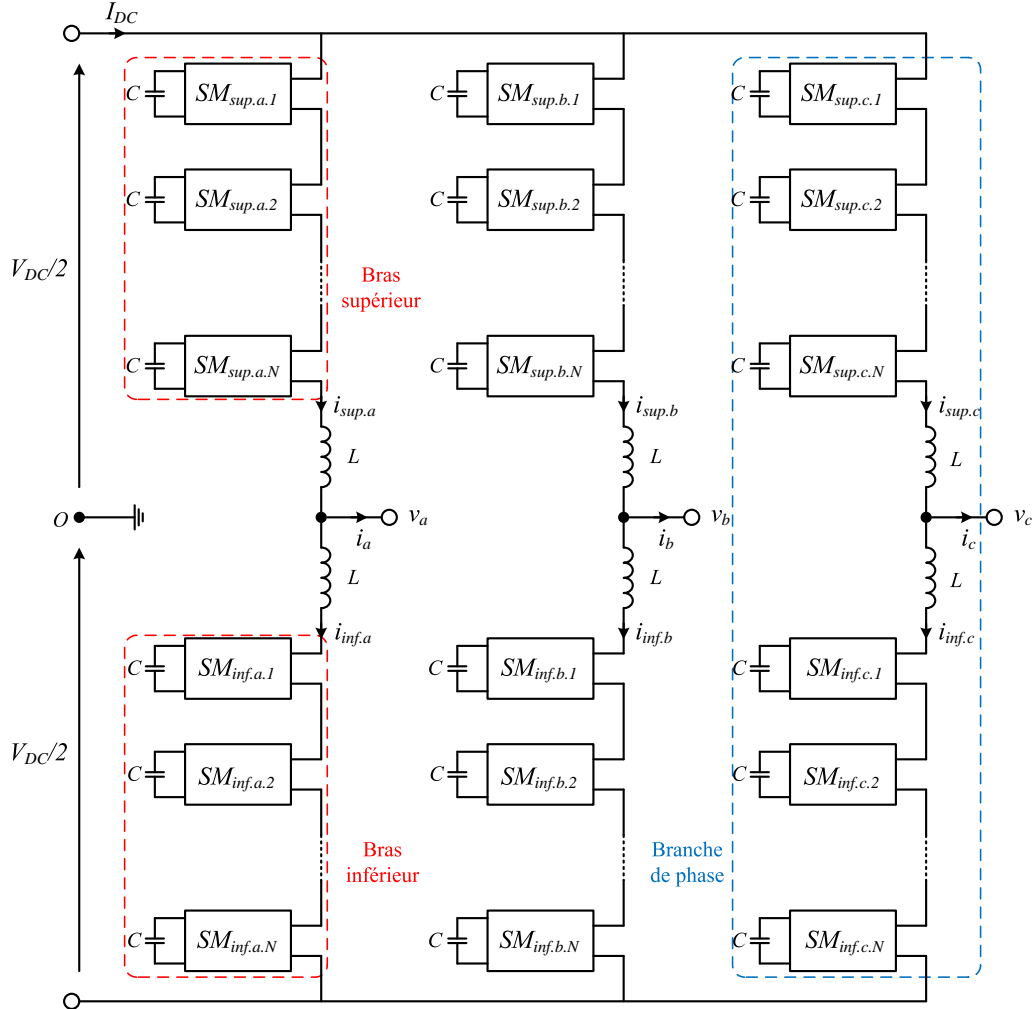 I_DC
C SM_sup.a.1 C SM_sup.b.1 C SM_sup.c.1
C SM_sup.a.2 C SM_sup.b.2 C SM_sup.c.2
V_DC/2
Bras
supérieur
C SM_sup.a.N C SM_sup.b.N C SM_sup.c.N
i_sup.a i_sup.b i_sup.c
L L L
O v_a v_b v_c
i_a i_b i_c
L L L
i_inf.a i_inf.b i_inf.c
C SM_inf.a.1 C SM_inf.b.1 C SM_inf.c.1
V_DC/2
C SM_inf.a.2 C SM_inf.b.2 C SM_inf.c.2
Bras
inférieur
Branche
de phase
C SM_inf.a.N C SM_inf.b.N C SM_inf.c.N